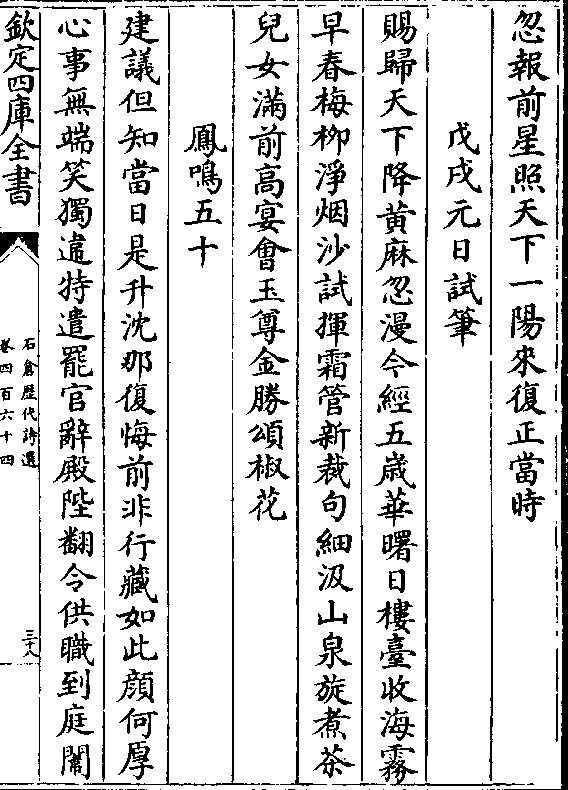 忽報前星照天下一陽來復正當時
戊戌元日試筆
賜歸天下降黃麻忽漫今經五歳華曙日樓臺收海霧
早春梅栁淨烟沙試揮霜管新裁句細汲山泉旋煮茶
兒女滿前高宴會玉尊金勝頌椒花
鳳鳴五十
建議但知當日是升沈那復悔前非行藏如此顔何厚
心事無端笑獨違特遣罷官辭殿陛翻令供職到庭闈
欽定四庫全書
石倉歴代詩選
卷四百六十四
三十八